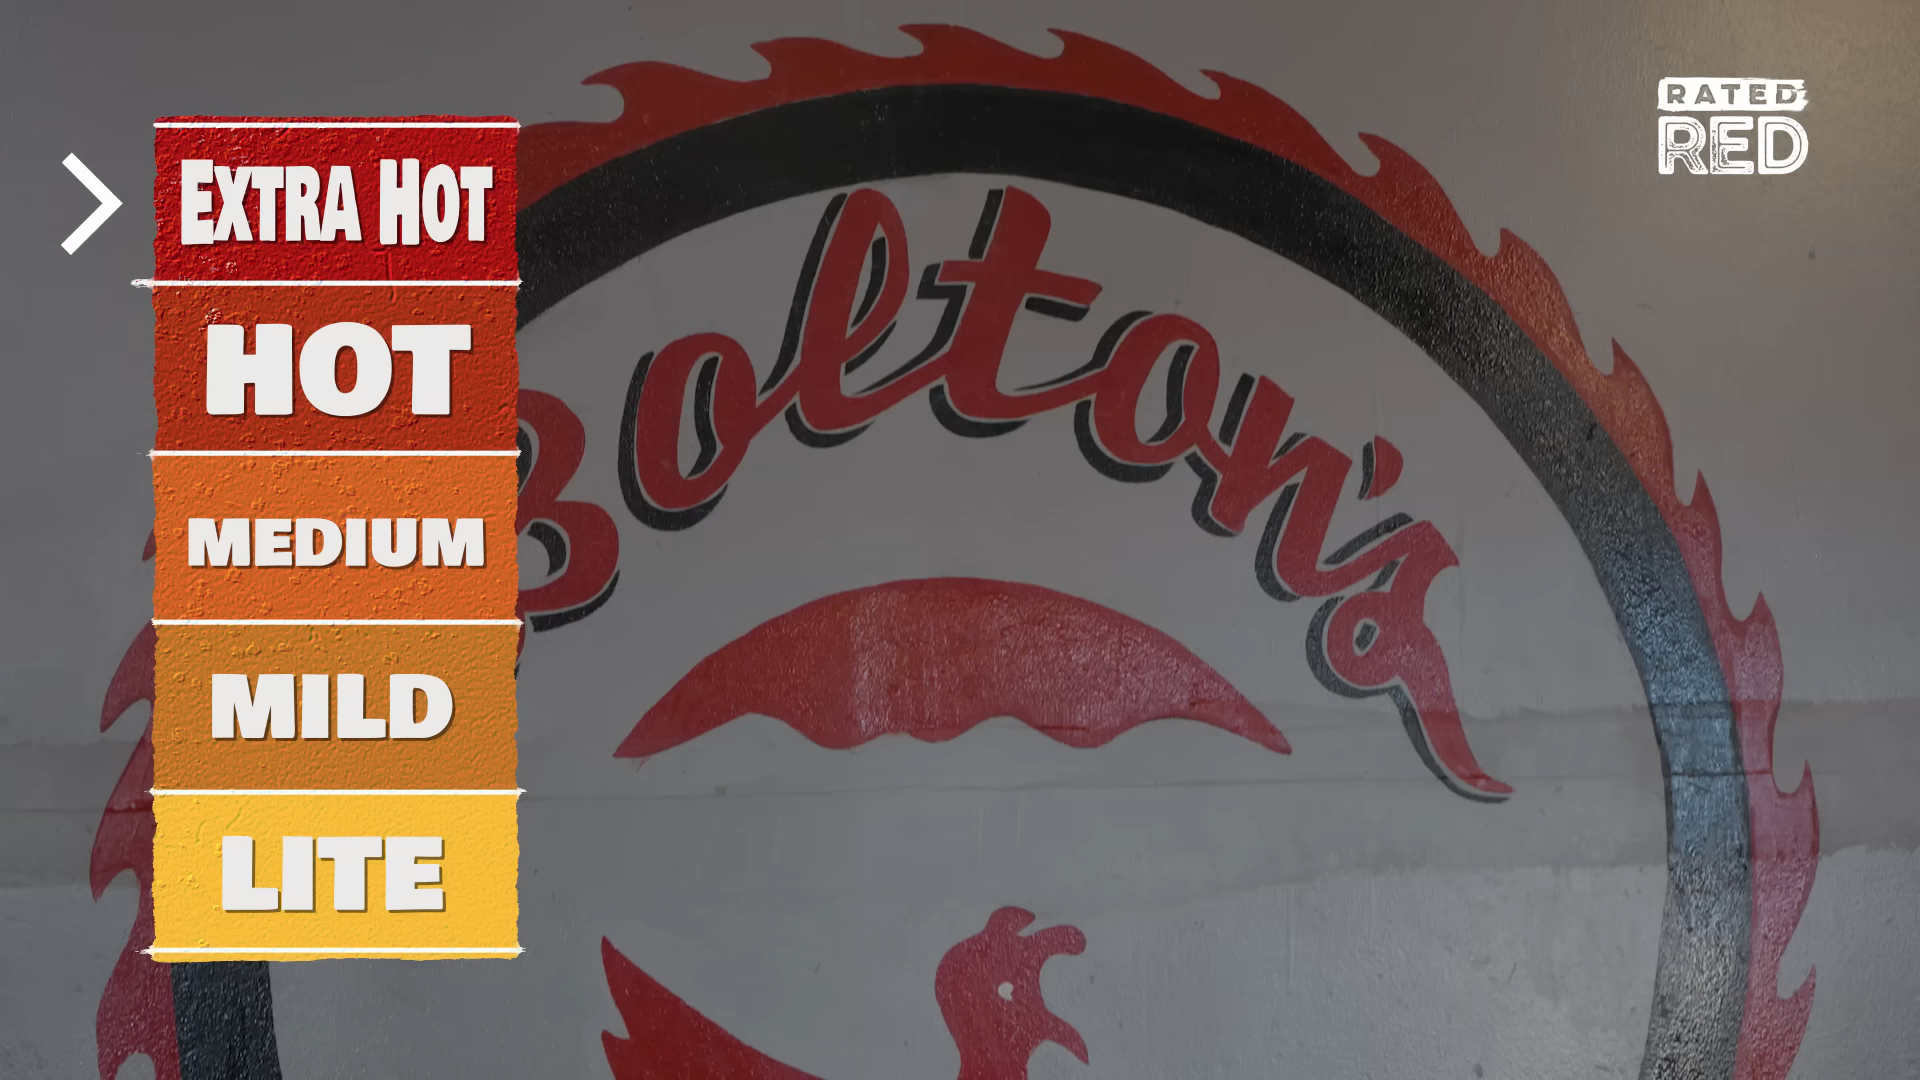 EXTRA HOT
HOT
MEDIUM
MILD
LITE
Bolton's
RATED
RED